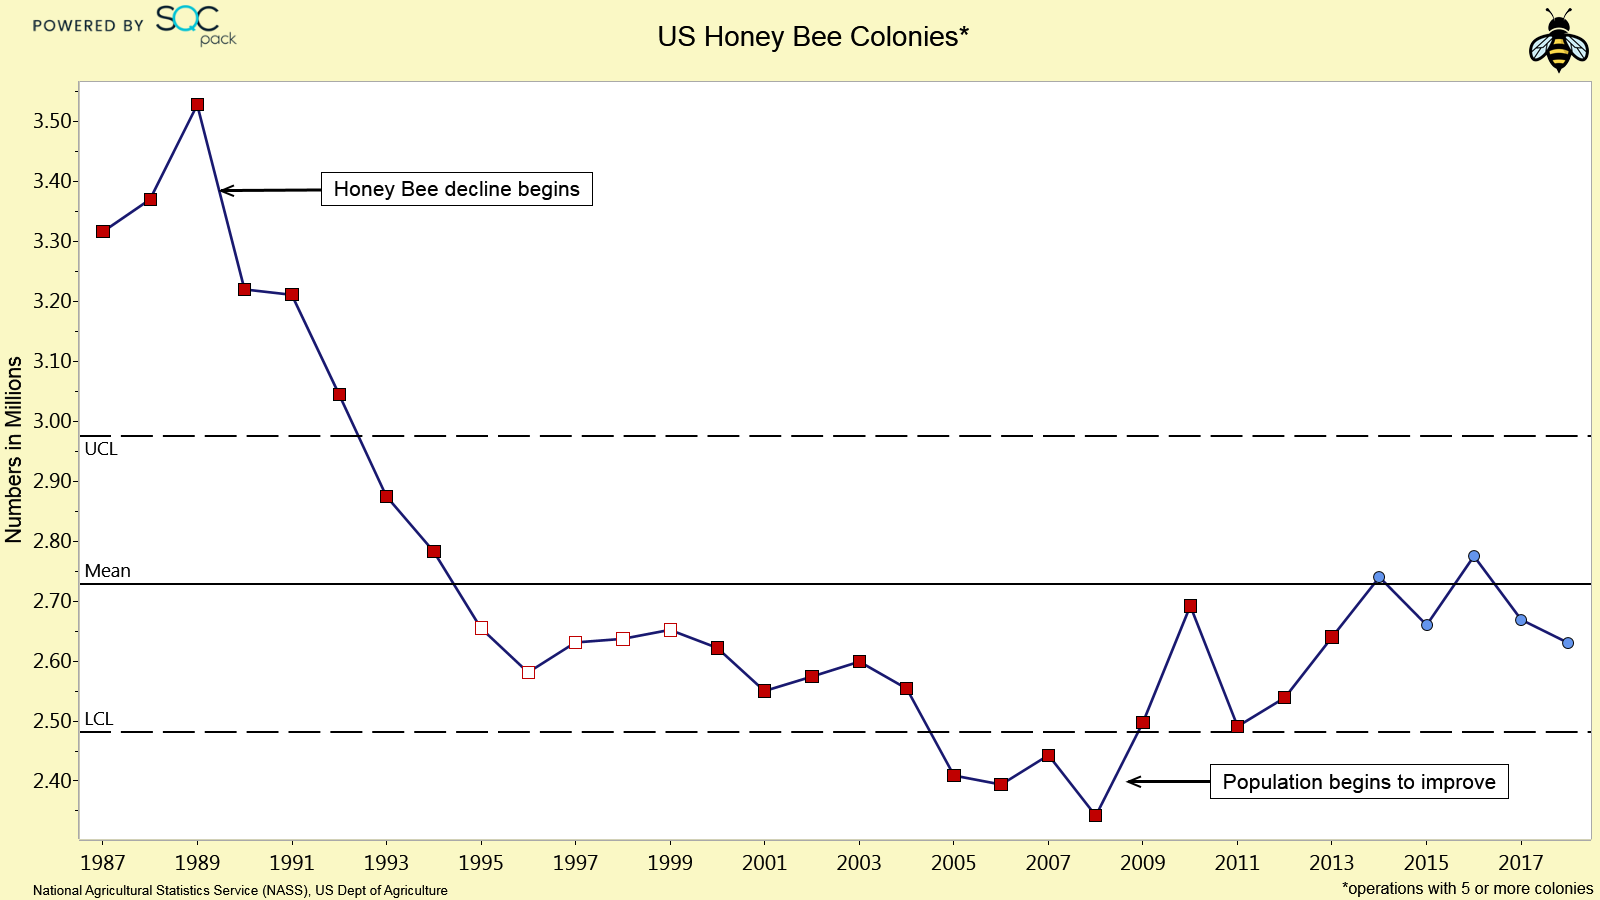 POWERED BY SQC pack
US Honey Bee Colonies*
Numbers in Millions
3.50
3.40
3.30
3.20
3.10
3.00
2.90
2.80
2.70
2.60
2.50
2.40
Honey Bee decline begins
UCL
Mean
LCL
Population begins to improve
1987 1989 1991 1993 1995 1997 1999 2001 2003 2005 2007 2009 2011 2013 2015 2017
National Agricultural Statistics Service (NASS), US Dept of Agriculture
*operations with 5 or more colonies